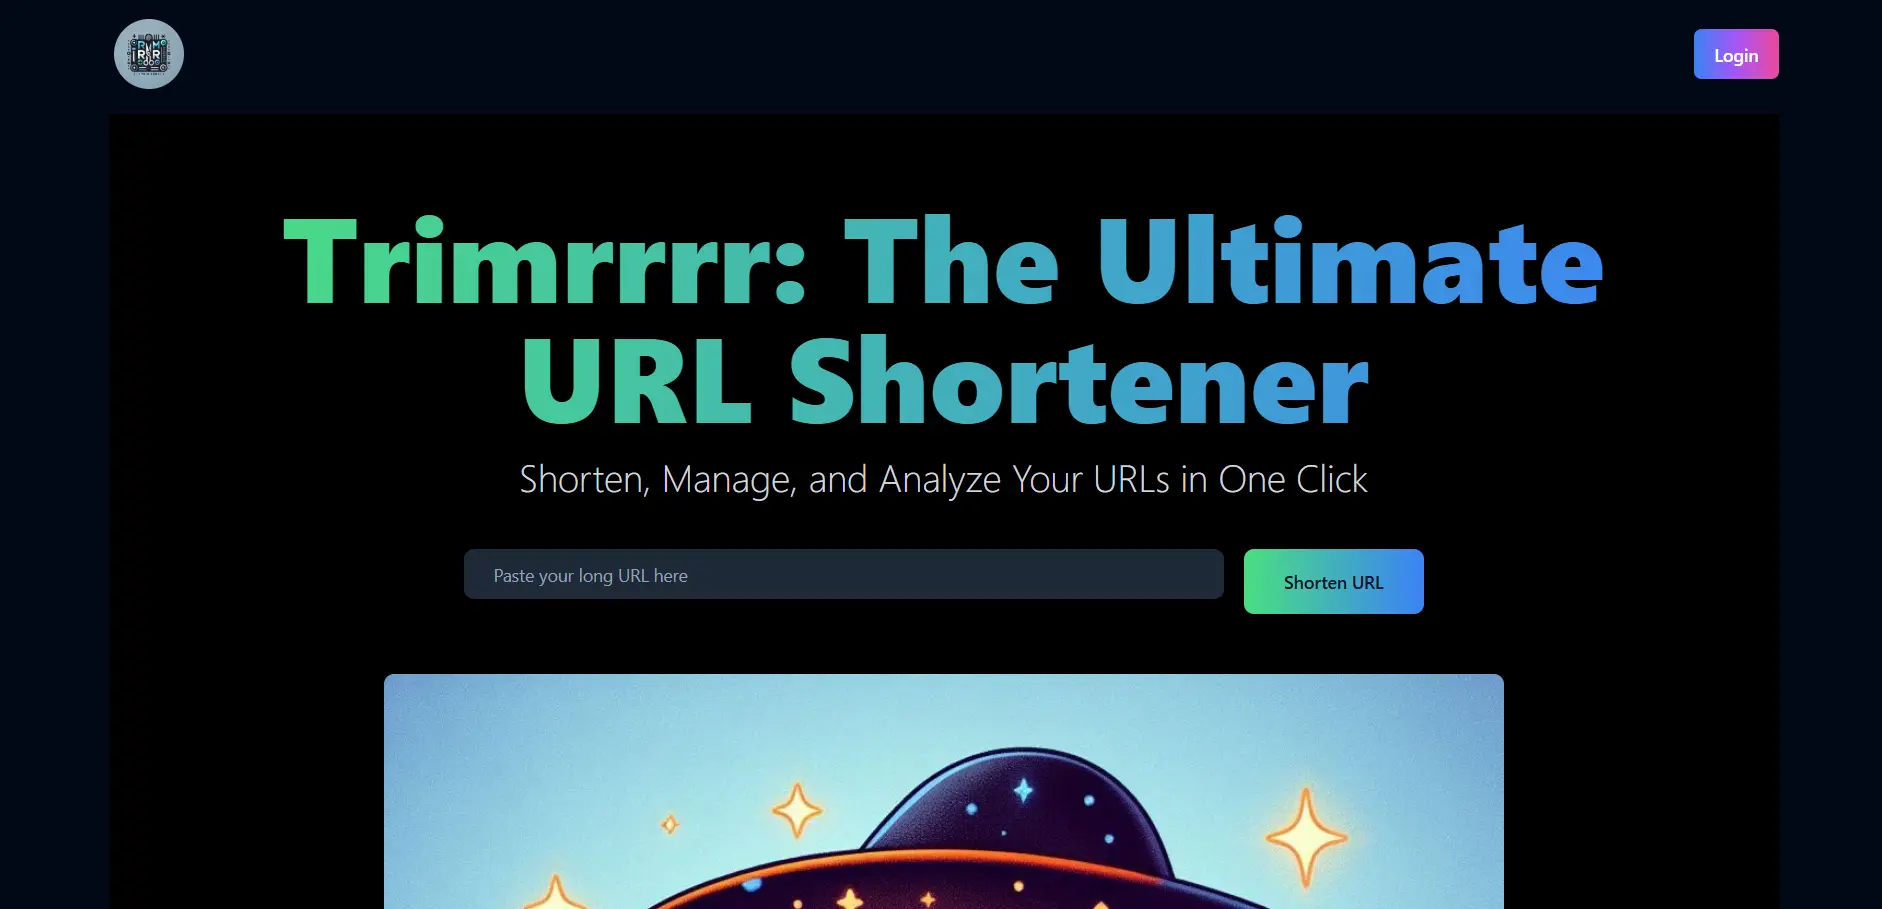 Login
Trimrrrr: The Ultimate
URL Shortener
Shorten, Manage, and Analyze Your URLs in One Click
Paste your long URL here
Shorten URL